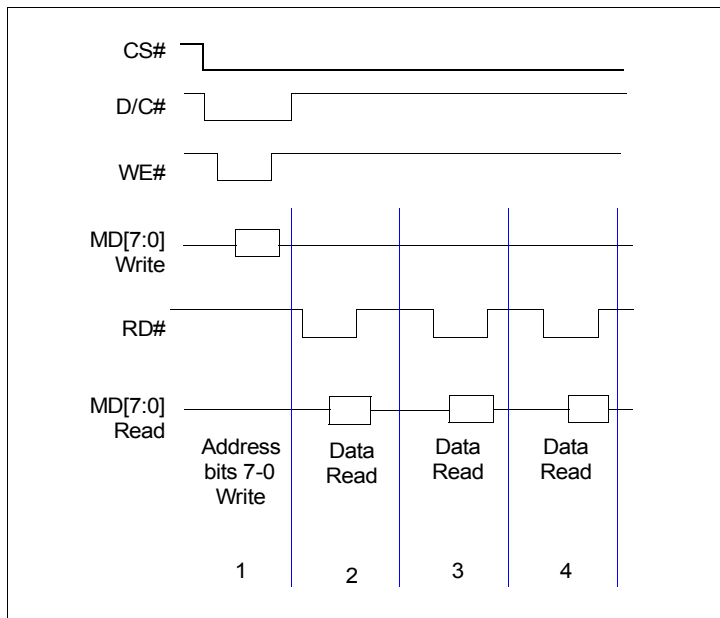 CS#
D/C#
WE#
MD[7:0]
Write
RD#
MD[7:0]
Read
Address
bits 7-0
Write
Data
Read
Data
Read
Data
Read
1
2
3
4